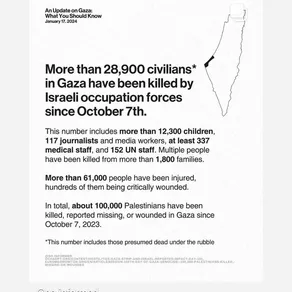 An Update on Gaza:
What You Should Know
January 17, 2024
More than 28,900 civilians*
in Gaza have been killed by
Israeli occupation forces
since October 7th.
This number includes more than 12,300 children,
117 journalists and media workers, at least 337
medical staff, and 152 UN staff. Multiple people
have been killed from more than 1,800 families.
More than 61,000 people have been injured,
hundreds of them being critically wounded.
In total, about 100,000 Palestinians have been
killed, reported missing, or wounded in Gaza since
October 7, 2023.
*This number includes those presumed dead under the rubble